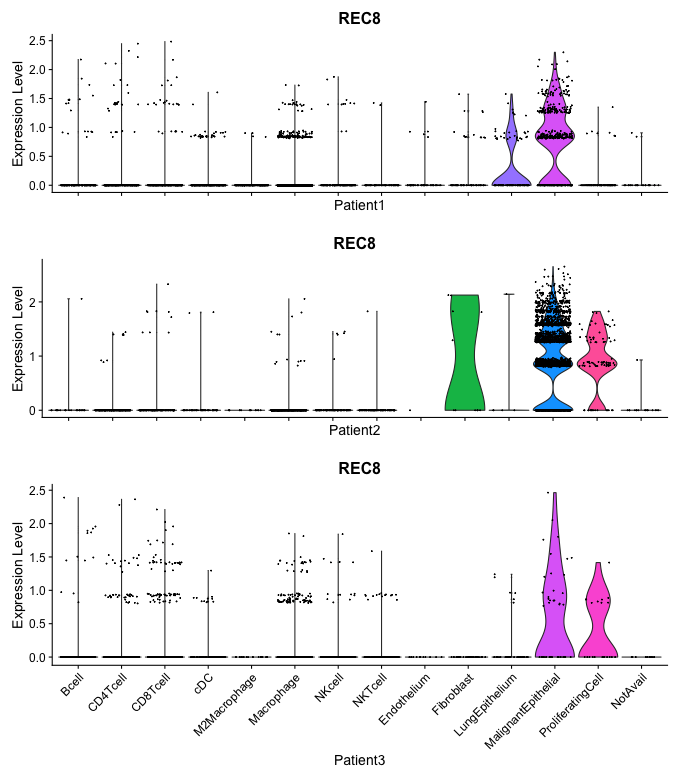 REC8
Expression Level
2.5
2.0
1.5
1.0
0.5
0.0
Patient1
REC8
Expression Level
2
1
0
Patient2
REC8
Expression Level
2.5
2.0
1.5
1.0
0.5
0.0
Bcell
CD4Tcell
CD8Tcell
cDC
M2Macrophage
Macrophage
NKcell
NKTcell
Endothelium
Fibroblast
LungEpithelium
MalignantEpithelial
ProliferatingCell
NotAvail
Patient3